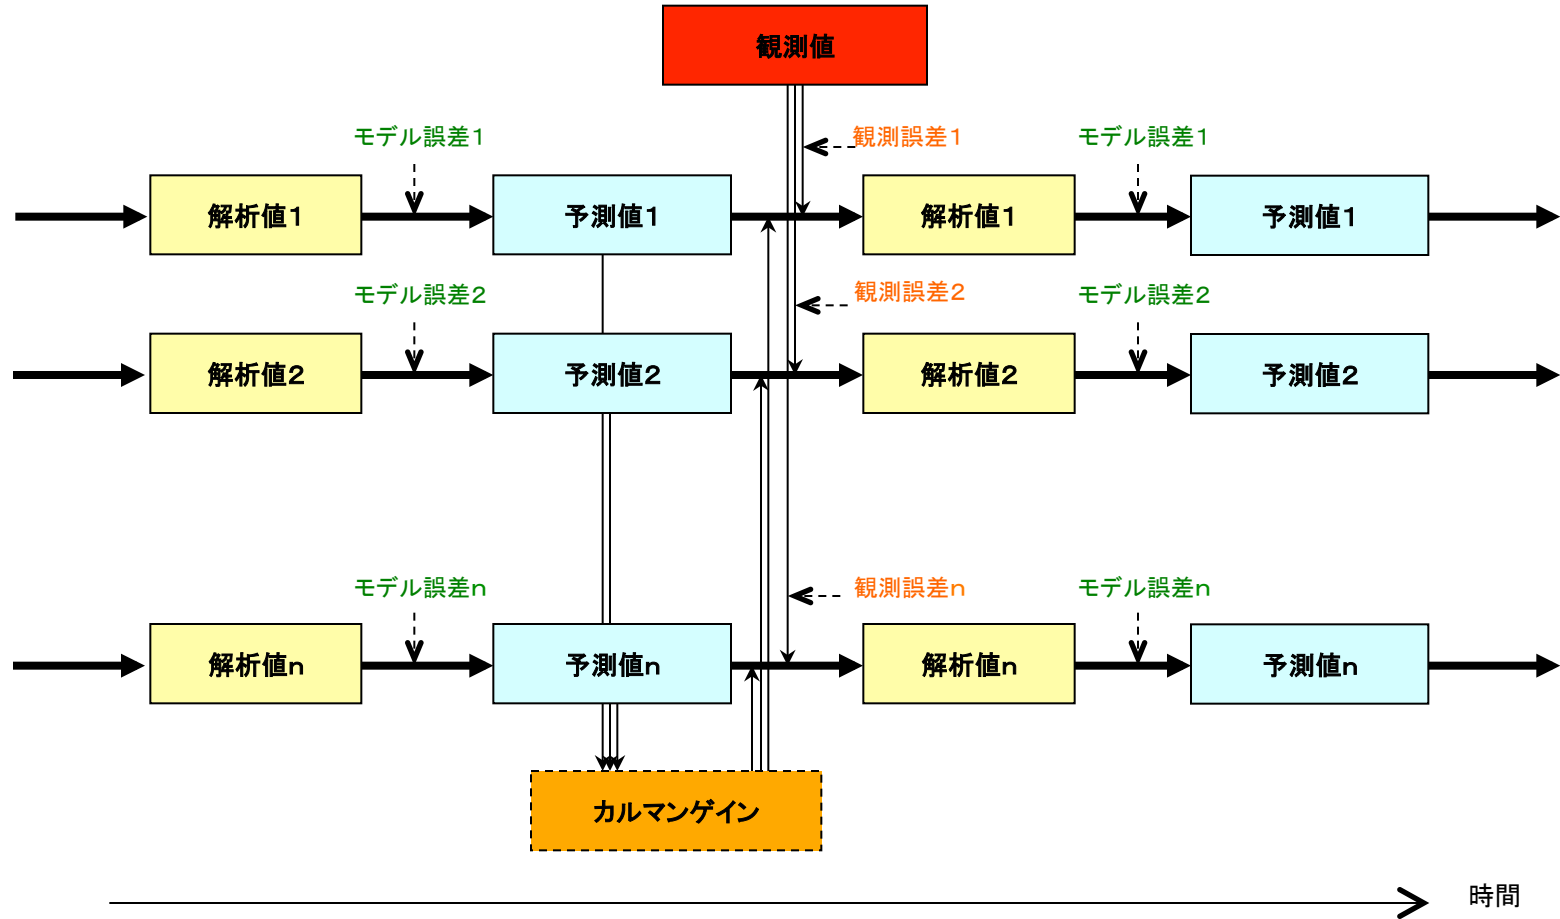 観測値
モデル誤差１
観測誤差１
モデル誤差１
解析値１
予測値１
解析値１
予測値１
モデル誤差２
観測誤差２
モデル誤差２
解析値２
予測値２
解析値２
予測値２
モデル誤差ｎ
観測誤差ｎ
モデル誤差ｎ
解析値ｎ
予測値ｎ
解析値ｎ
予測値ｎ
カルマンゲイン
時間